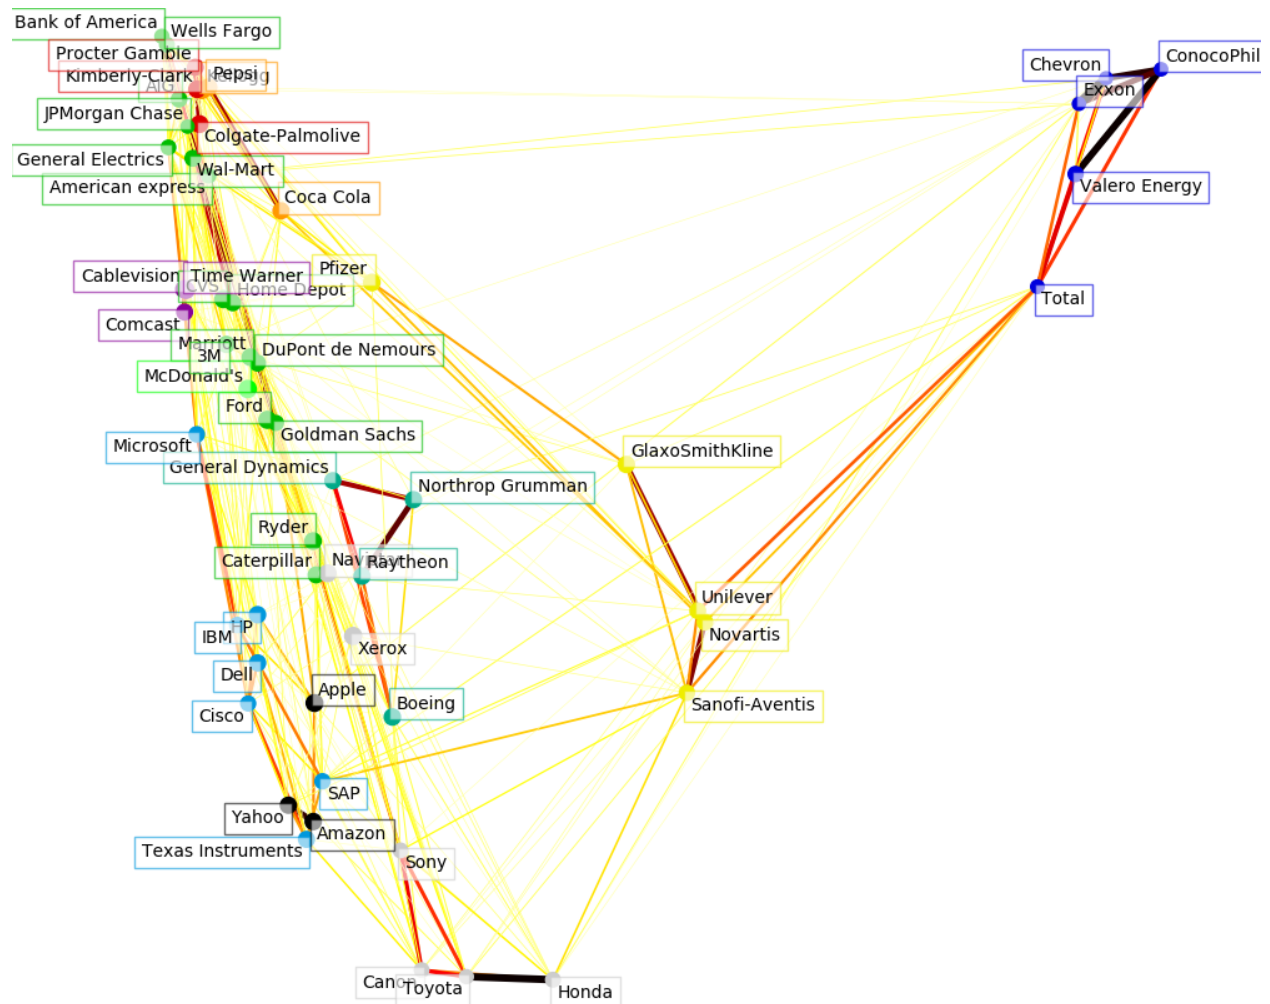 Bank of America
Wells Fargo
Procter Gamble
Kimberly-Clark
Pepsi
Kellogg
AIG
JPMorgan Chase
Colgate-Palmolive
General Electrics
Wal-Mart
American express
Coca Cola
Chevron
ConocoPhil
Exxon
Valero Energy
Total
Pfizer
Cablevision
Time Warner
CVS
Home Depot
Comcast
Marriott
DuPont de Nemours
3M
McDonald's
Ford
Goldman Sachs
Microsoft
GlaxoSmithKline
General Dynamics
Northrop Grumman
Ryder
Caterpillar
Navistar
Raytheon
Unilever
Novartis
HP
IBM
Xerox
Dell
Apple
Boeing
Sanofi-Aventis
Cisco
SAP
Yahoo
Amazon
Texas Instruments
Sony
Canon
Toyota
Honda